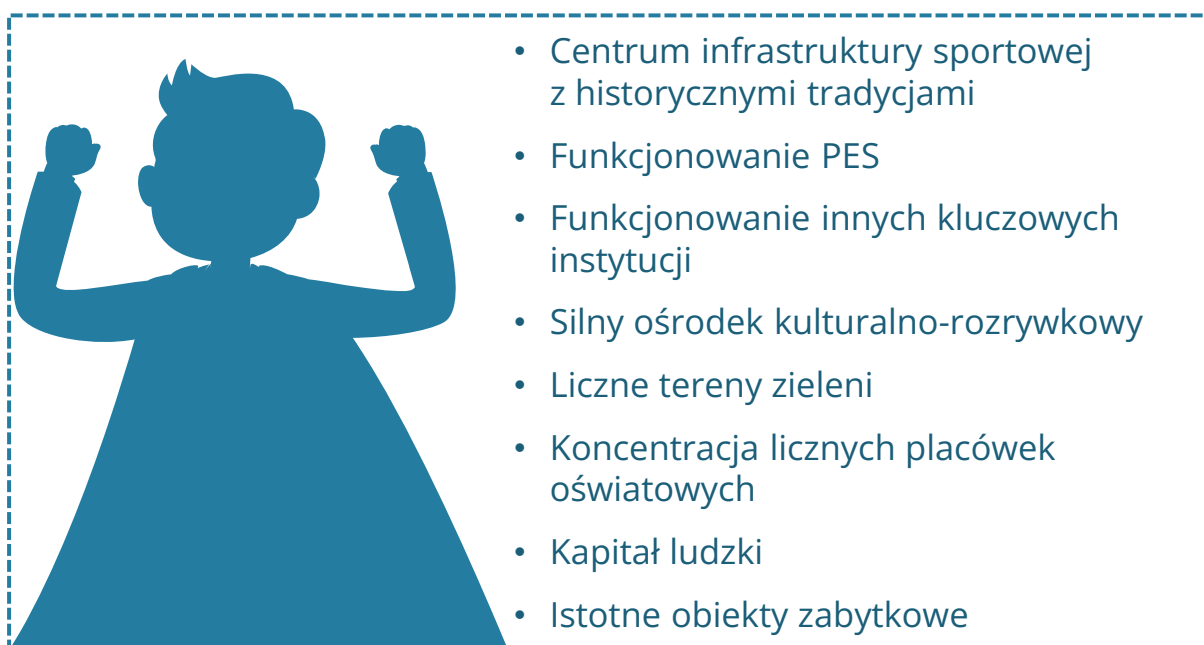 • Centrum infrastruktury sportowej
z historycznymi tradycjami
• Funkcjonowanie PES
• Funkcjonowanie innych kluczowych
instytucji
• Silny ośrodek kulturalno-rozrywkowy
• Liczne tereny zieleni
• Koncentracja licznych placówek
oświatowych
• Kapitał ludzki
• Istotne obiekty zabytkowe